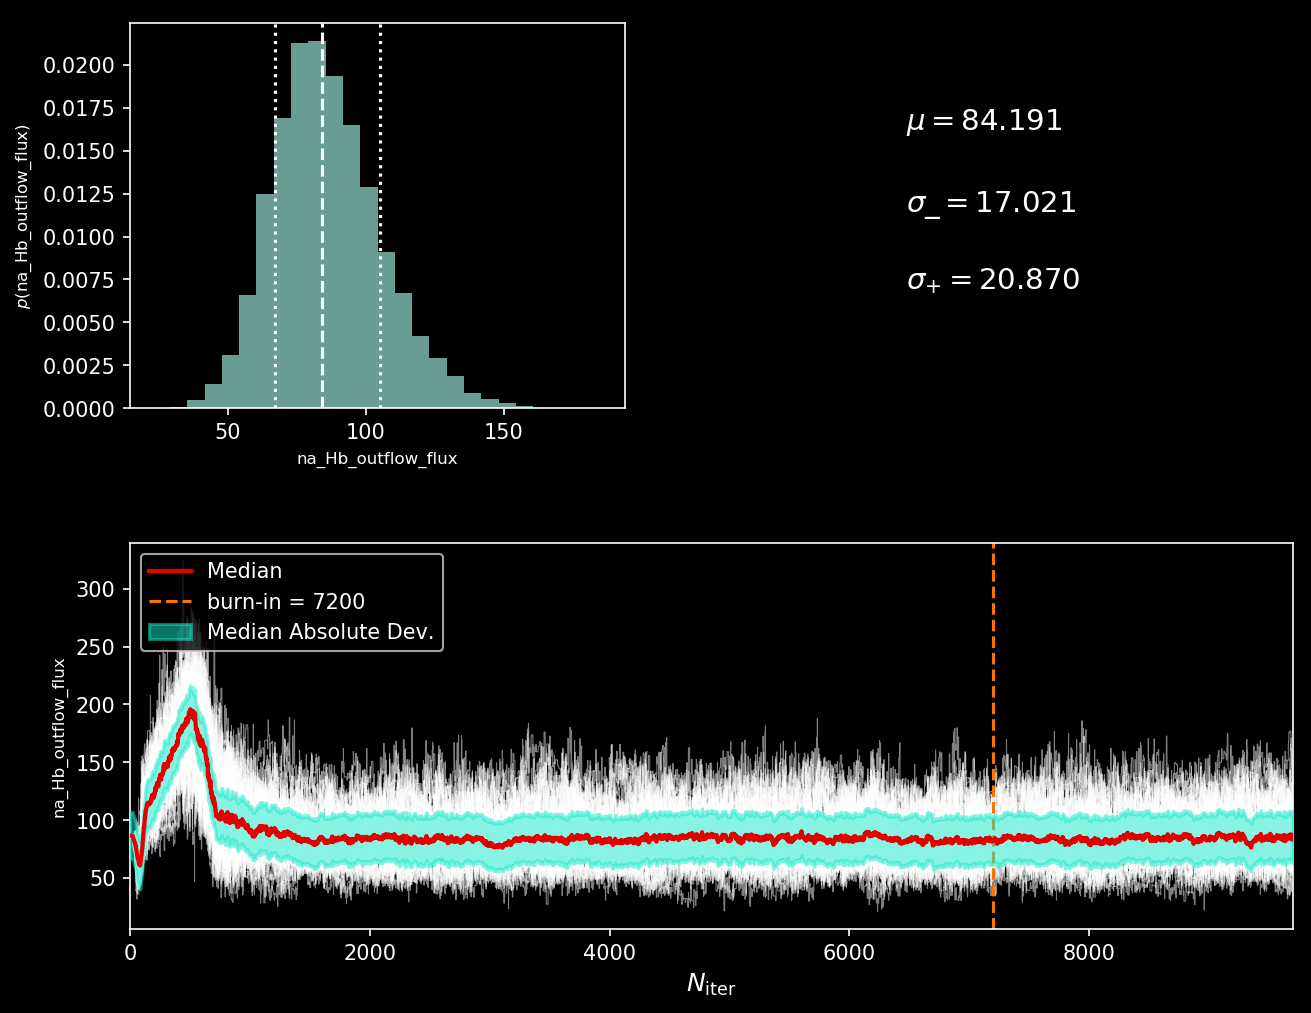 0.0200
0.0175
0.0150
0.0125
0.0100
0.0075
0.0050
0.0025
0.0000
p(na_Hb_outflow_flux)
50 100 150
na_Hb_outflow_flux
μ = 84.191
σ_ = 17.021
σ+ = 20.870
300
250
200
150
100
50
na_Hb_outflow_flux
Median
burn-in = 7200
Median Absolute Dev.
0 2000 4000 6000 8000
Niter